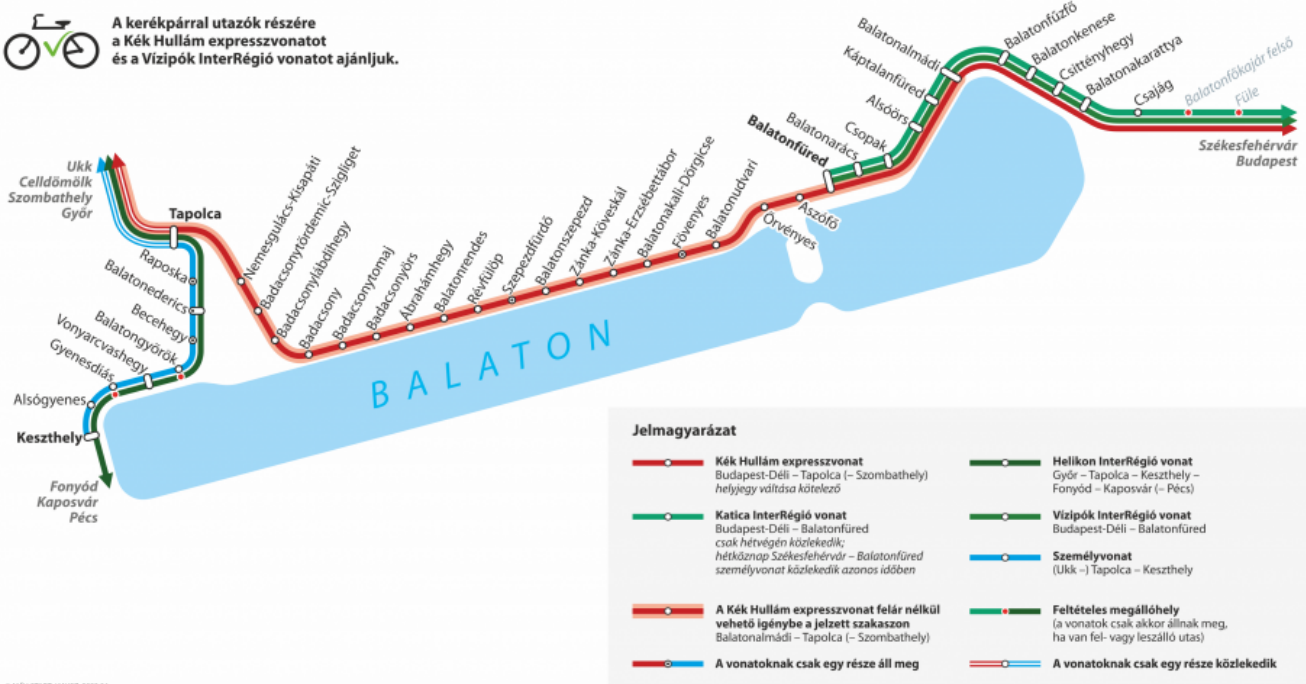 A kerékpárral utazók részére
a Kék Hullám expresszvonatot
és a Vízipók InterRégió vonatot ajánljuk.
Balatonalmádi
Káptalanfüred
Alsóörs
Csopak
Balatonarács
Balatonfüred
Balatonfűzfő
Balatonkenese
Csittényhegy
Balatonakarattya
Csajág
Balatonfőkajár felső
Füle
Székesfehérvár
Budapest
Ukk
Celldömölk
Szombathely
Győr
Tapolca
Nemesgulács-Kisapáti
Badacsonytördemic-Szigliget
Badacsonylábdihegy
Badacsony
Badacsonytomaj
Badacsonyörs
Ábrahámhegy
Balatonrendes
Révfülöp
Szepezdfürdő
Balatonszepezd
Zánka-Köveskál
Zánka-Erzsébettábor
Balatonakali-Dörgicse
Fövenyes
Balatonudvari
Örvényes
Aszófő
Raposka
Balatonederics
Becehegy
Balatongyörök
Vonyarcvashegy
Gyenesdiás
Alsógyenes
Keszthely
Fonyód
Kaposvár
Pécs
BALATON
Jelmagyarázat
Kék Hullám expresszvonat
Budapest-Déli – Tapolca (– Szombathely)
helyjegy váltása kötelező
Katica InterRégió vonat
Budapest-Déli – Balatonfüred
csak hétvégén közlekedik;
hétköznap Székesfehérvár – Balatonfüred
személyvonat közlekedik azonos időben
A Kék Hullám expresszvonat felár nélkül
vehető igénybe a jelzett szakaszon
Balatonalmádi – Tapolca (– Szombathely)
A vonatoknak csak egy része áll meg
Helikon InterRégió vonat
Győr – Tapolca – Keszthely –
Fonyód – Kaposvár (– Pécs)
Vízipók InterRégió vonat
Budapest-Déli – Balatonfüred
Személyvonat
(Ukk –) Tapolca – Keszthely
Feltételes megállóhely
(a vonatok csak akkor állnak meg,
ha van fel- vagy leszálló utas)
A vonatoknak csak egy része közlekedik